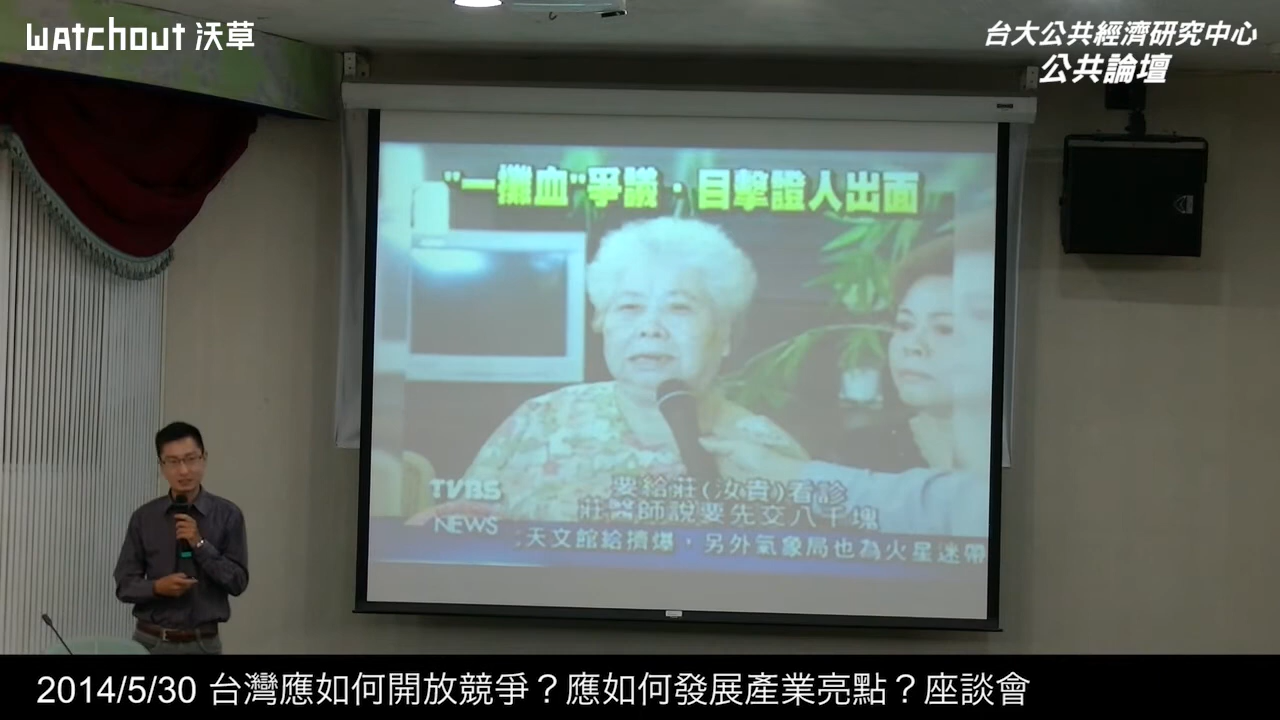 watchout 沃草
台大公共經濟研究中心
公共論壇
"一攤血"爭議‧目擊證人出面
要給莊(汝貴)看診
莊醫師說要先交八千塊
TVBS
NEWS
天文館給擠爆，另外氣象局也為火星迷帶
2014/5/30 台灣應如何開放競爭？應如何發展產業亮點？座談會